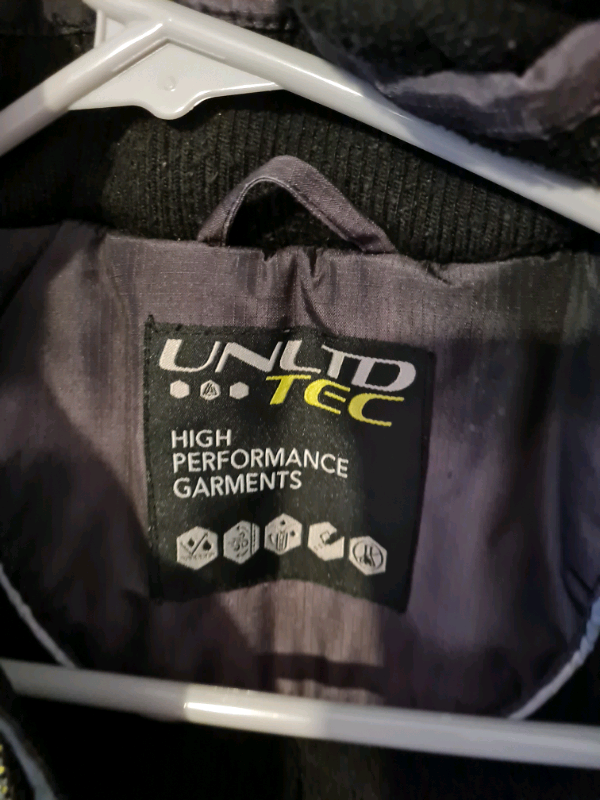 UNLTD
TEC
HIGH
PERFORMANCE
GARMENTS